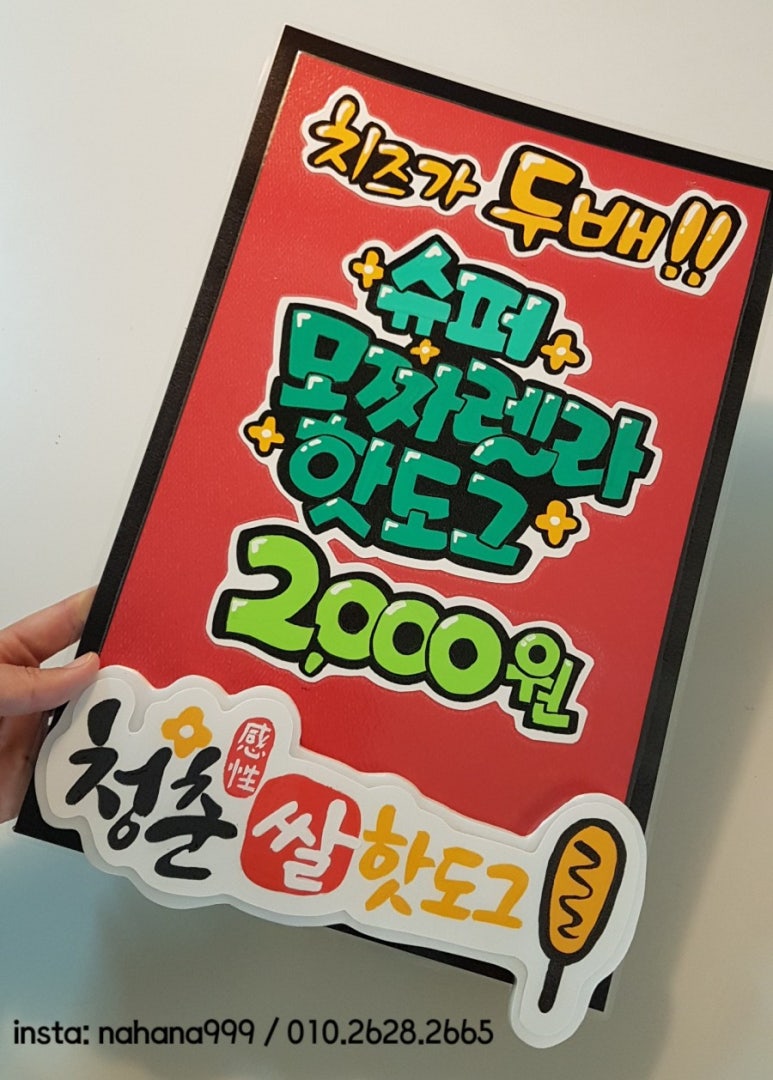 치즈가 두배!!
슈퍼
모짜렐라
핫도그
2,000원
청춘 感性 쌀 핫도그
insta: nahana999 / 010.2628.2665